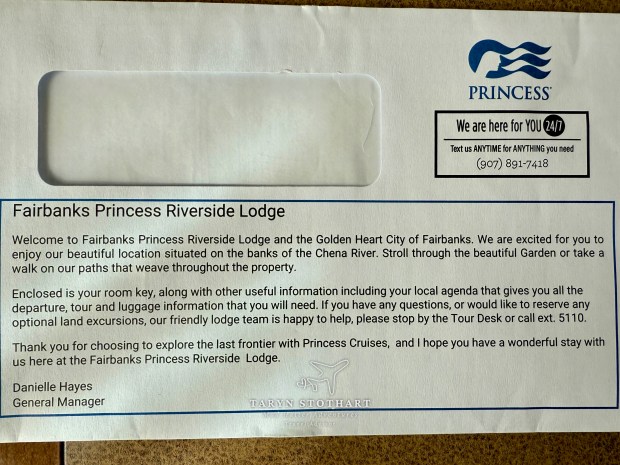 PRINCESS
We are here for YOU 24/7
Text us ANYTIME for ANYTHING you need
(907) 891-7418
Fairbanks Princess Riverside Lodge
Welcome to Fairbanks Princess Riverside Lodge and the Golden Heart City of Fairbanks. We are excited for you to
enjoy our beautiful location situated on the banks of the Chena River. Stroll through the beautiful Garden or take a
walk on our paths that weave throughout the property.
Enclosed is your room key, along with other useful information including your local agenda that gives you all the
departure, tour and luggage information that you will need. If you have any questions, or would like to reserve any
optional land excursions, our friendly lodge team is happy to help, please stop by the Tour Desk or call ext. 5110.
Thank you for choosing to explore the last frontier with Princess Cruises,  and I hope you have a wonderful stay with
us here at the Fairbanks Princess Riverside  Lodge.
Danielle Hayes
General Manager
TARYN STOTHART